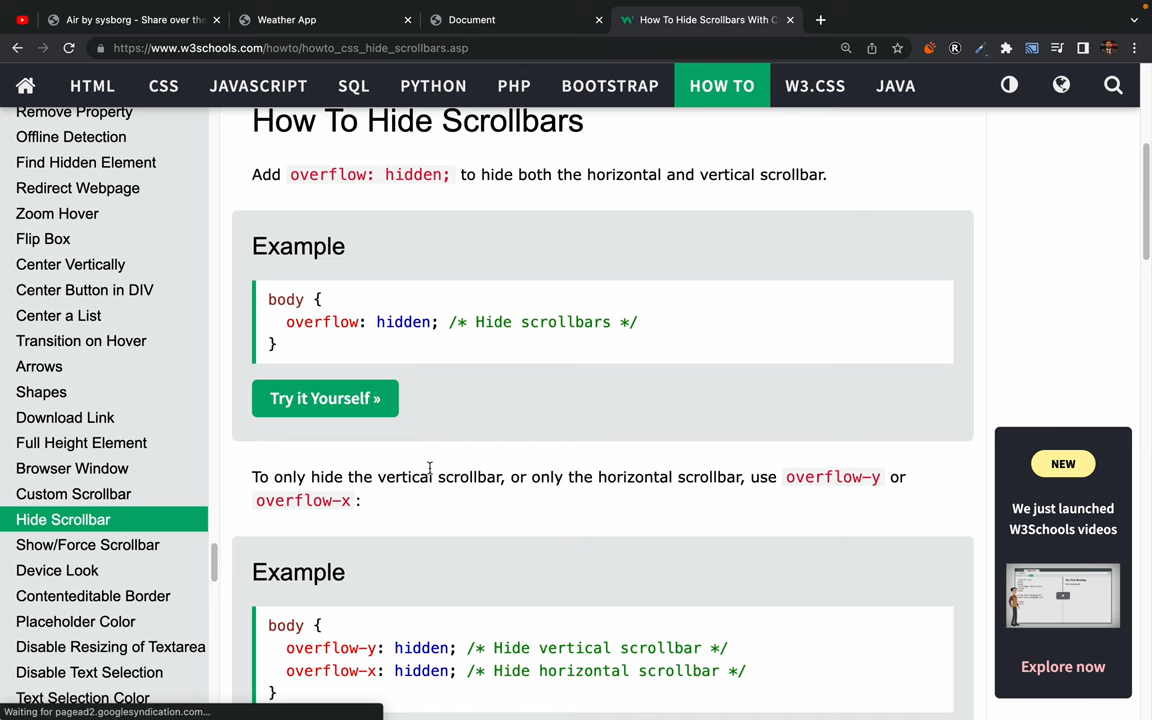 Air by sysborg - Share over the
Weather App
Document
How To Hide Scrollbars With C
https://www.w3schools.com/howto/howto_css_hide_scrollbars.asp
HTML
CSS
JAVASCRIPT
SQL
PYTHON
PHP
BOOTSTRAP
HOW TO
W3.CSS
JAVA
Remove Property
Offline Detection
Find Hidden Element
Redirect Webpage
Zoom Hover
Flip Box
Center Vertically
Center Button in DIV
Center a List
Transition on Hover
Arrows
Shapes
Download Link
Full Height Element
Browser Window
Custom Scrollbar
Hide Scrollbar
Show/Force Scrollbar
Device Look
Contenteditable Border
Placeholder Color
Disable Resizing of Textarea
Disable Text Selection
Text Selection Color
Waiting for pagead2.googlesyndication.com...
How To Hide Scrollbars
Add overflow: hidden; to hide both the horizontal and vertical scrollbar.
Example
body {
overflow: hidden; /* Hide scrollbars */
}
Try it Yourself »
To only hide the vertical scrollbar, or only the horizontal scrollbar, use overflow-y or
overflow-x:
Example
body {
overflow-y: hidden; /* Hide vertical scrollbar */
overflow-x: hidden; /* Hide horizontal scrollbar */
}
NEW
We just launched
W3Schools videos
Explore now